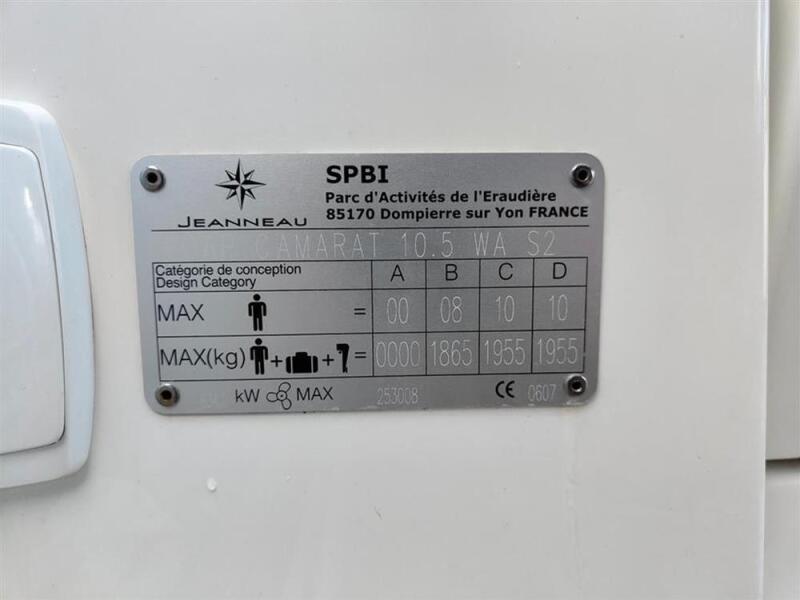 SPBI
Parc d'Activités de l'Eraudière
85170 Dompierre sur Yon FRANCE
JEANNEAU
CAP CAMARAT 10.5 WA S2
Catégorie de conception
Design Category A B C D
MAX = 00 08 10 10
MAX(kg) + + = 0000 1865 1955 1955
kW MAX 253008 CE 0607